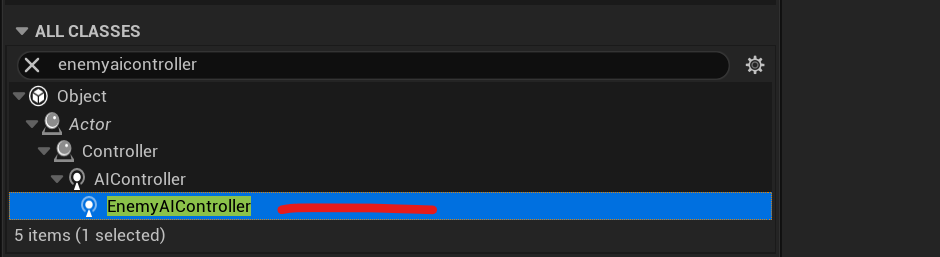 ALL CLASSES
enemyaicontroller
Object
Actor
Controller
AIController
EnemyAIController
5 items (1 selected)